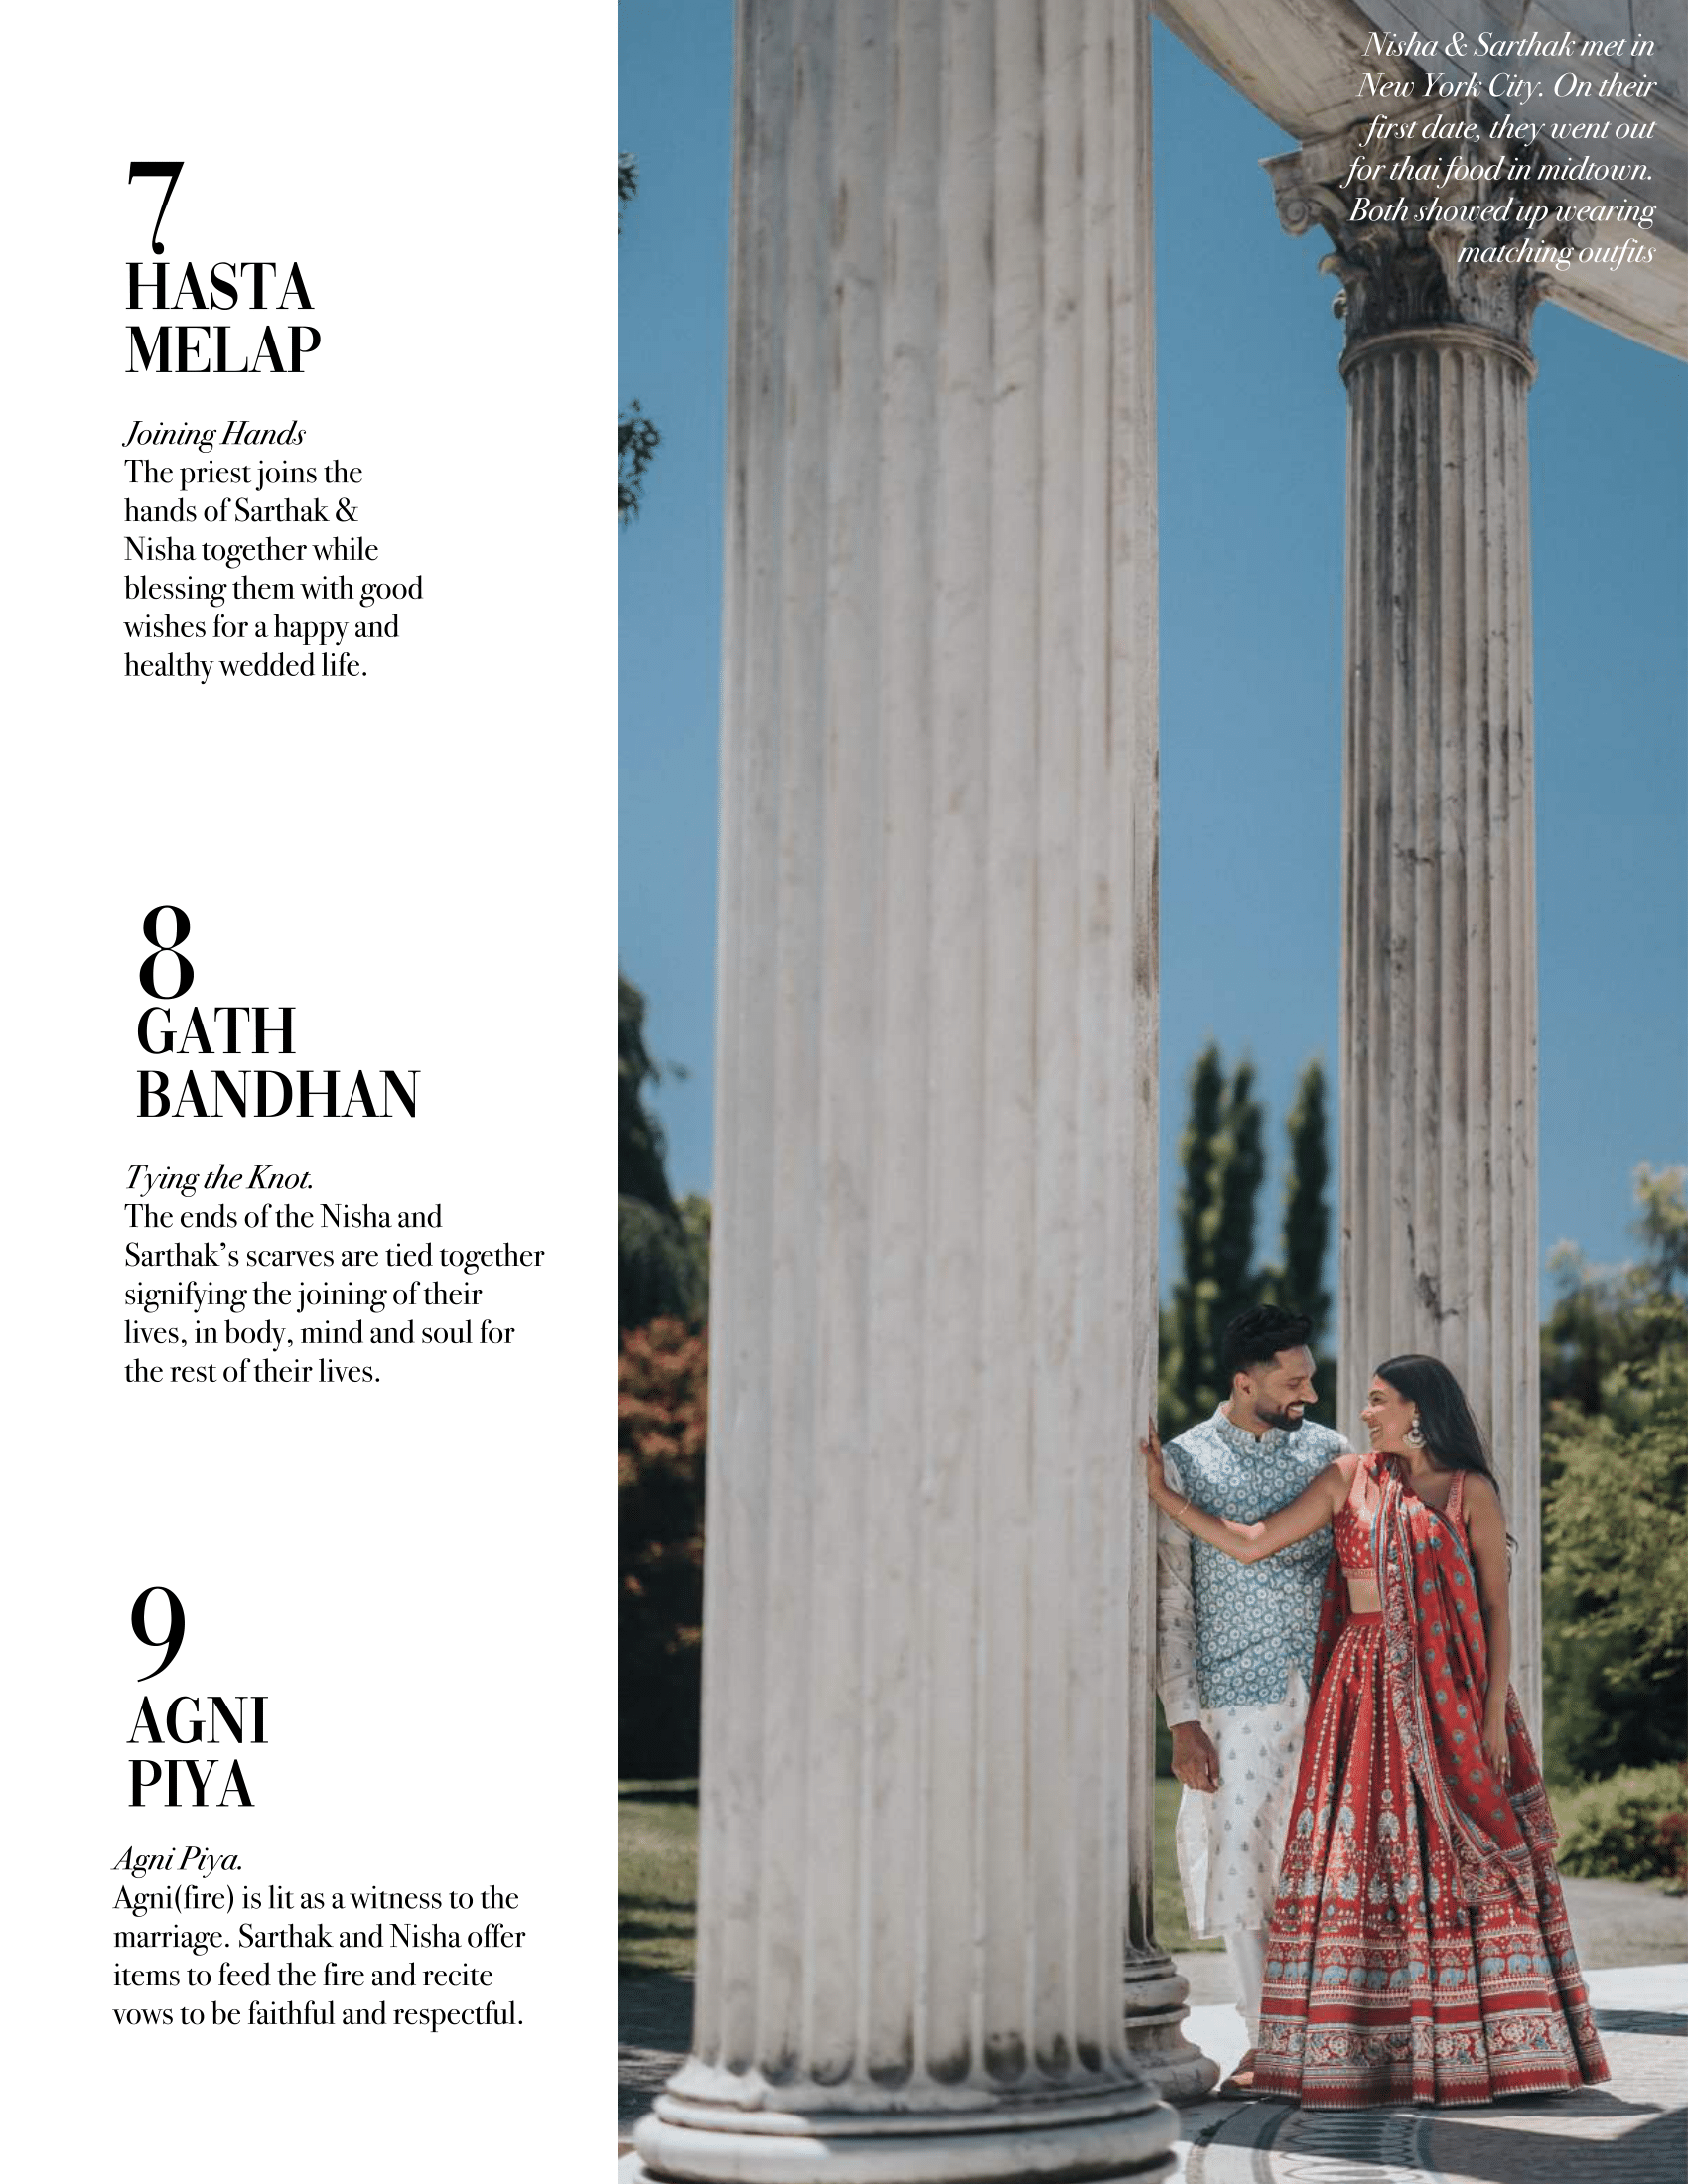 7
HASTA
MELAP
Joining Hands
The priest joins the
hands of Sarthak &
Nisha together while
blessing them with good
wishes for a happy and
healthy wedded life.
8
GATH
BANDHAN
Tying the Knot.
The ends of the Nisha and
Sarthak’s scarves are tied together
signifying the joining of their
lives, in body, mind and soul for
the rest of their lives.
9
AGNI
PIYA
Agni Piya.
Agni(fire) is lit as a witness to the
marriage. Sarthak and Nisha offer
items to feed the fire and recite
vows to be faithful and respectful.
Nisha & Sarthak met in
New York City. On their
first date, they went out
for thai food in midtown.
Both showed up wearing
matching outfits